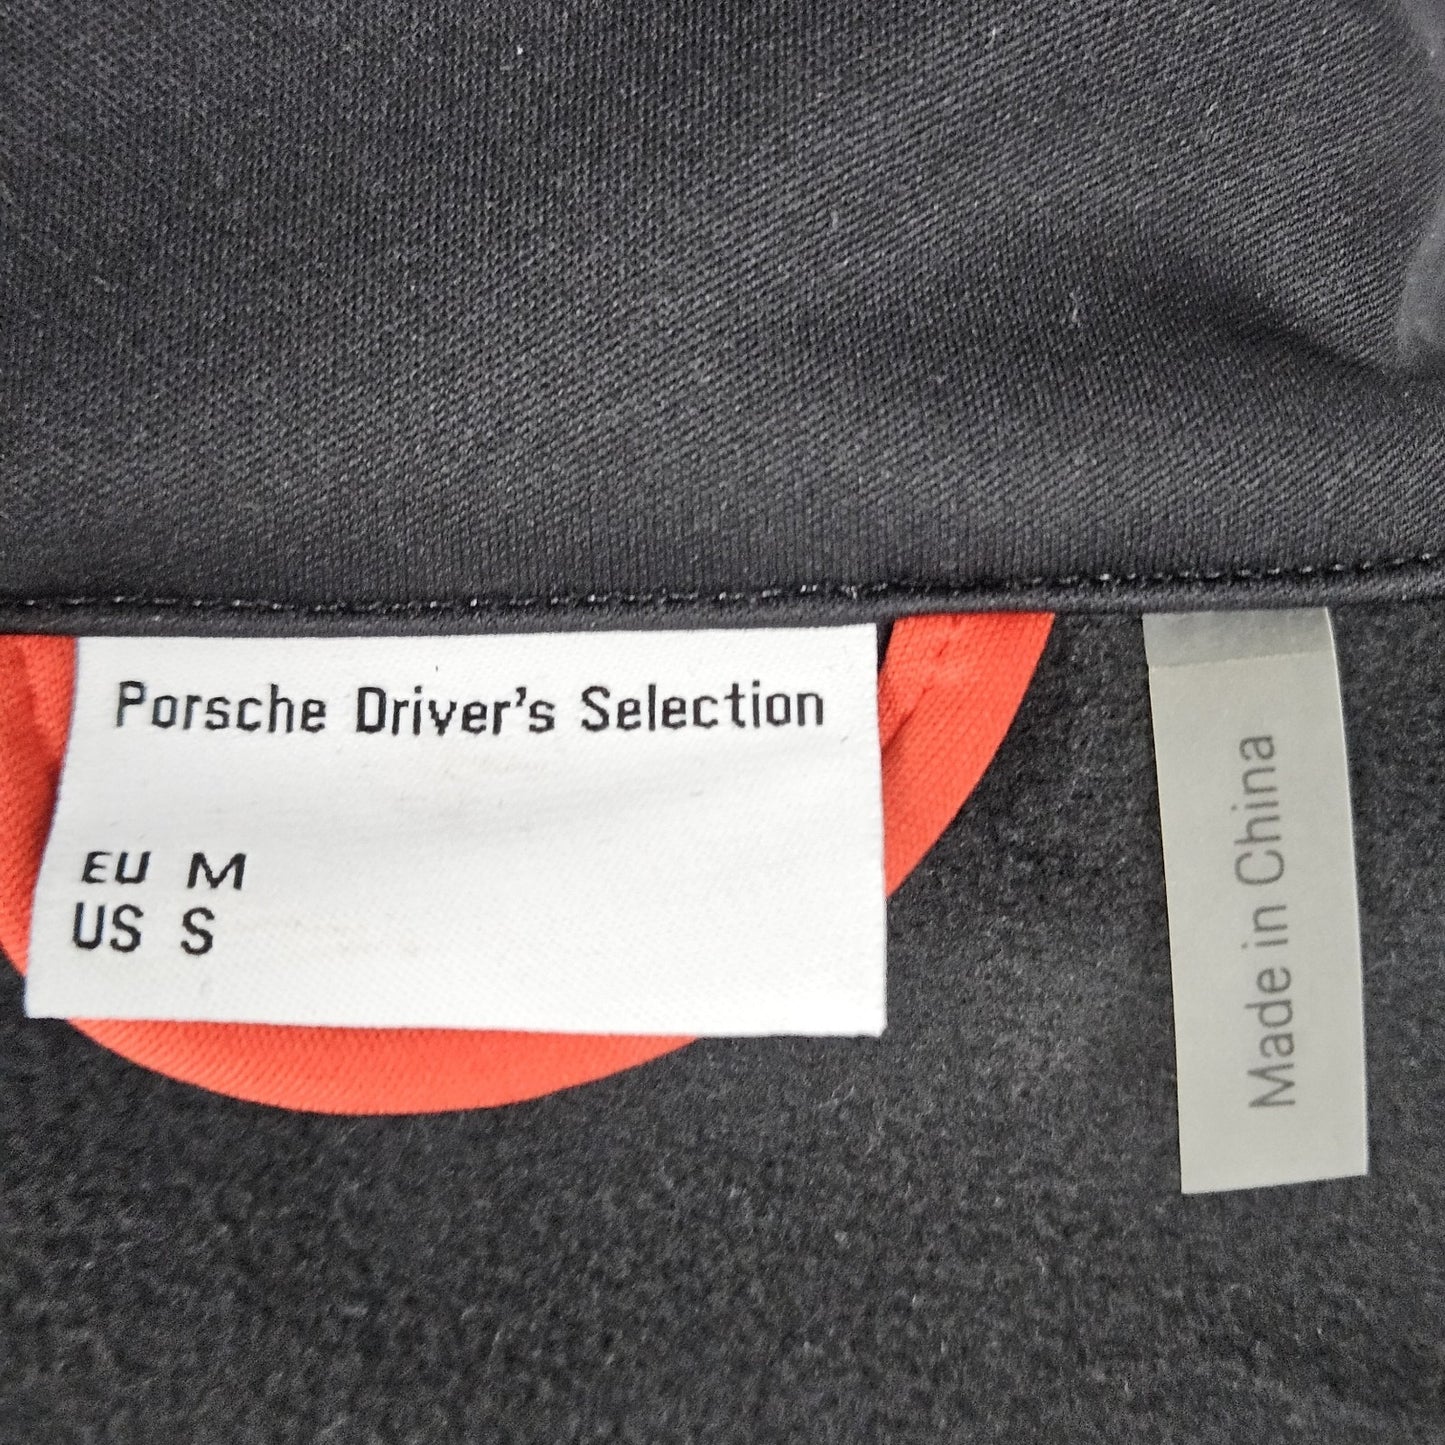 Porsche Driver's Selection
EU M
US S
Made in China